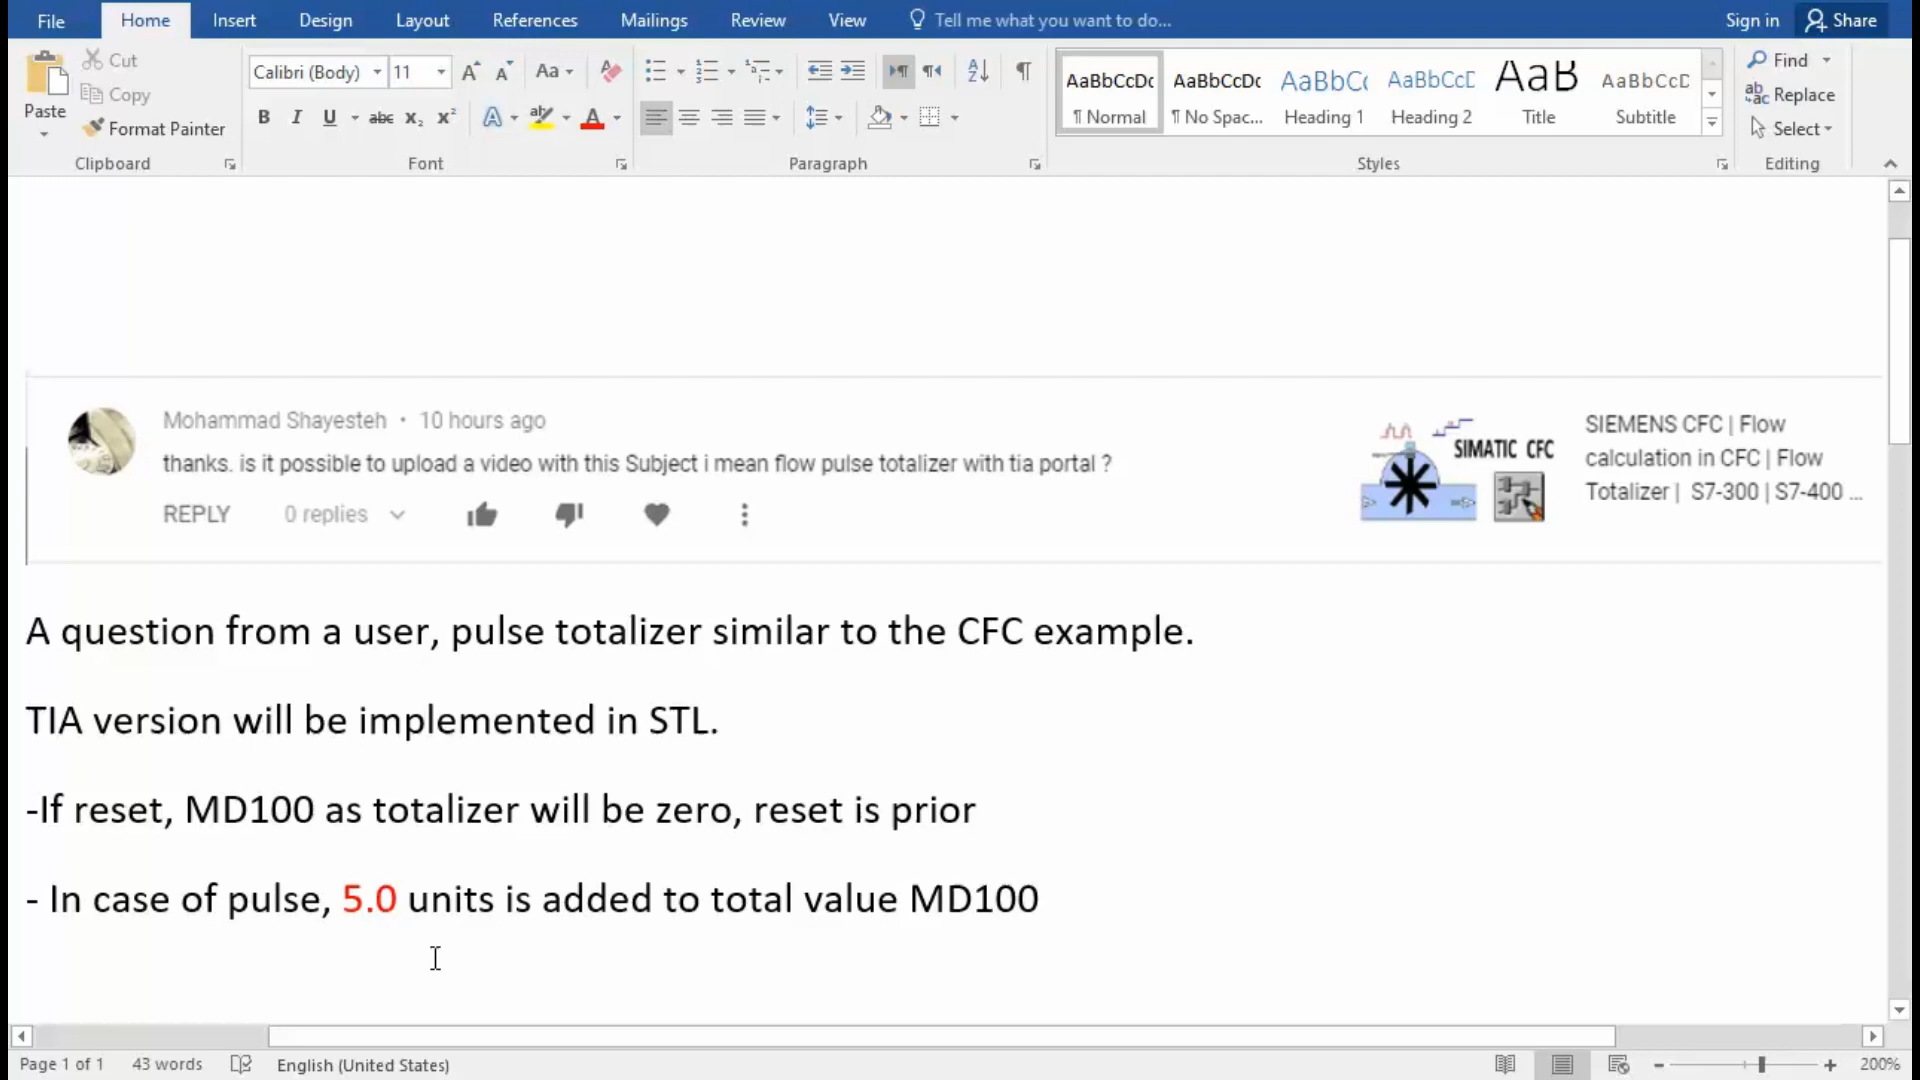 File Home Insert Design Layout References Mailings Review View Tell me what you want to do... Sign in Share
Paste Cut Copy Format Painter
Clipboard
Calibri (Body) 11 Aa
B I U abc X₂ X² A A
Font
Paragraph
AaBbCcDc AaBbCcDc AaBbCc AaBbCcD AaB AaBbCcD
¶ Normal ¶ No Spac... Heading 1 Heading 2 Title Subtitle
Styles
Find
Replace
Select
Editing
Mohammad Shayesteh • 10 hours ago
thanks. is it possible to upload a video with this Subject i mean flow pulse totalizer with tia portal ?
REPLY 0 replies
SIMATIC CFC
SIEMENS CFC | Flow
calculation in CFC | Flow
Totalizer | S7-300 | S7-400 ...
A question from a user, pulse totalizer similar to the CFC example.
TIA version will be implemented in STL.
-If reset, MD100 as totalizer will be zero, reset is prior
- In case of pulse, 5.0 units is added to total value MD100
Page 1 of 1 43 words English (United States) 200%